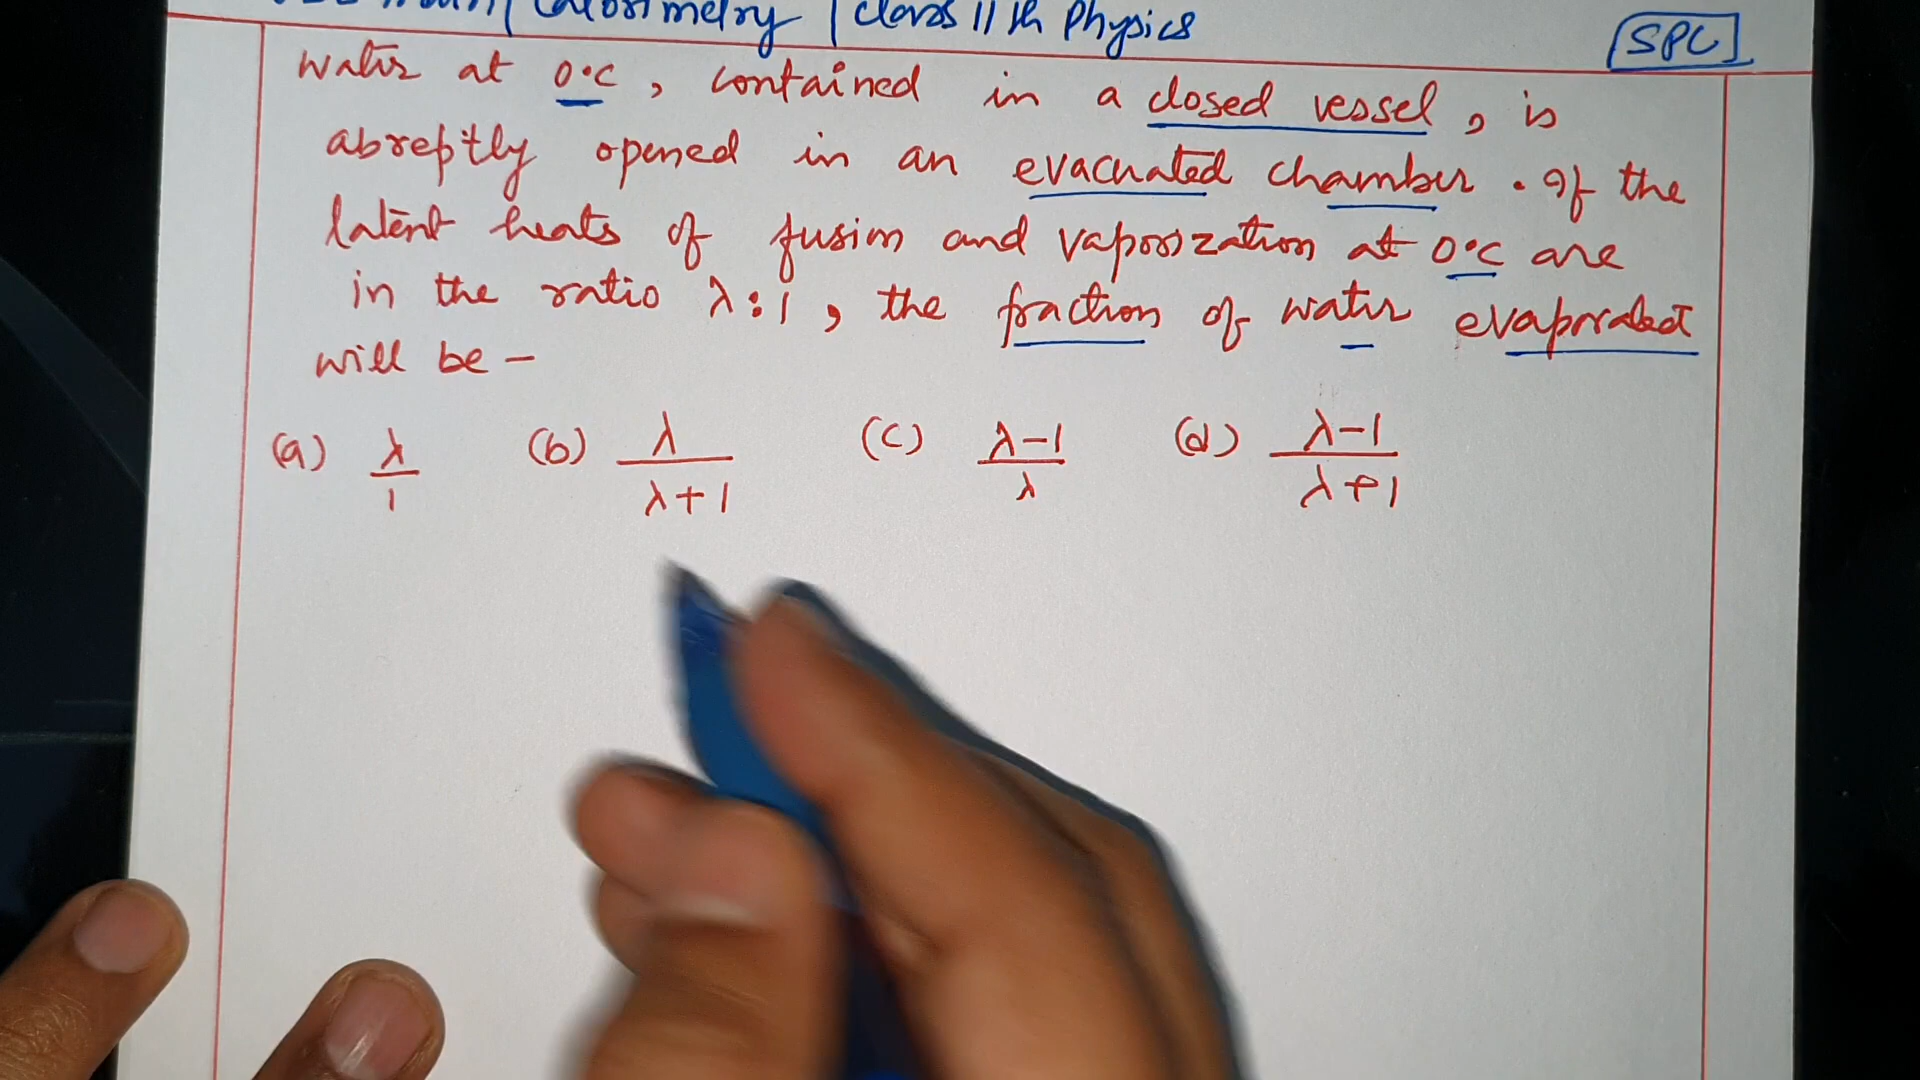 Calorimetry | Class 11th Physics
SPC
water at 0°C, contained in a closed vessel, is
abreptly opened in an evacuated chamber. If the
latent heats of fusion and vaporization at 0°C are
in the ratio λ:1, the fraction of water evaporated
will be -
(a) λ/1 (b) λ/λ+1 (c) λ-1/λ (d) λ-1/λ+1